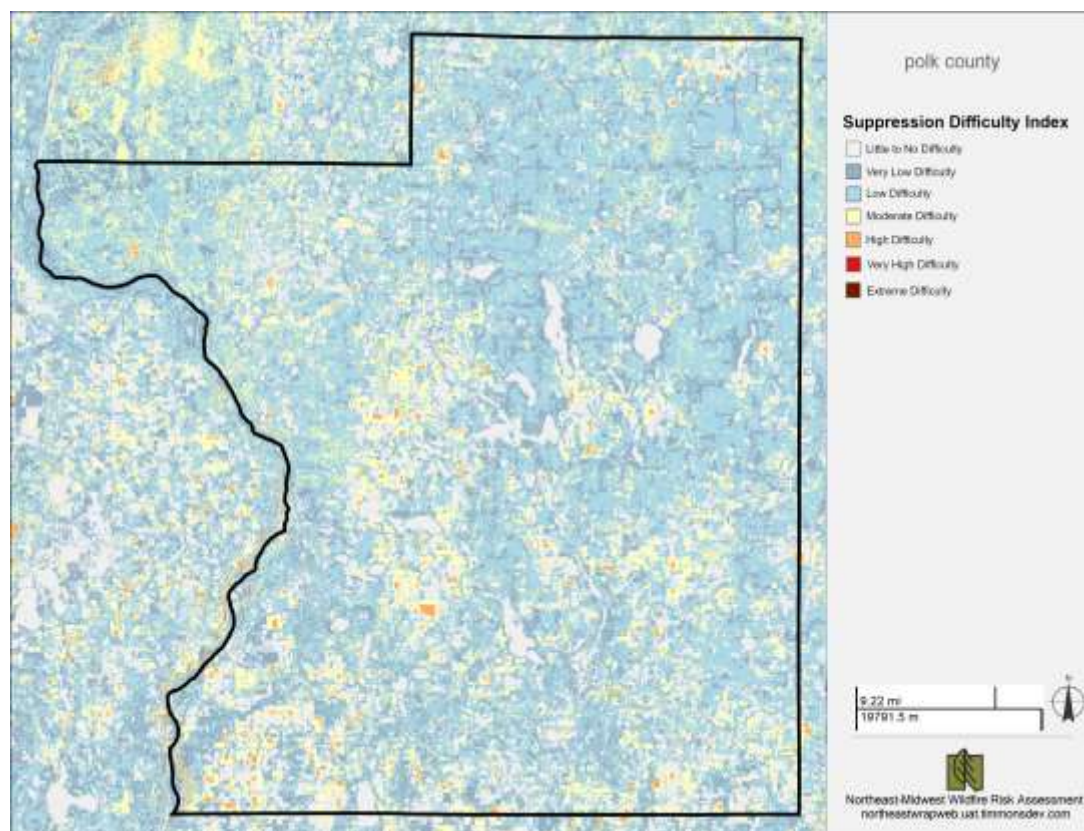 polk county
Suppression Difficulty Index
Little to No Difficulty
Very Low Difficulty
Low Difficulty
Moderate Difficulty
High Difficulty
Very High Difficulty
Extreme Difficulty
N
9.22 mi
19791.5 m
Northeast-Midwest Wildfire Risk Assessment
northeastwrapweb.uat.timmonsdev.com